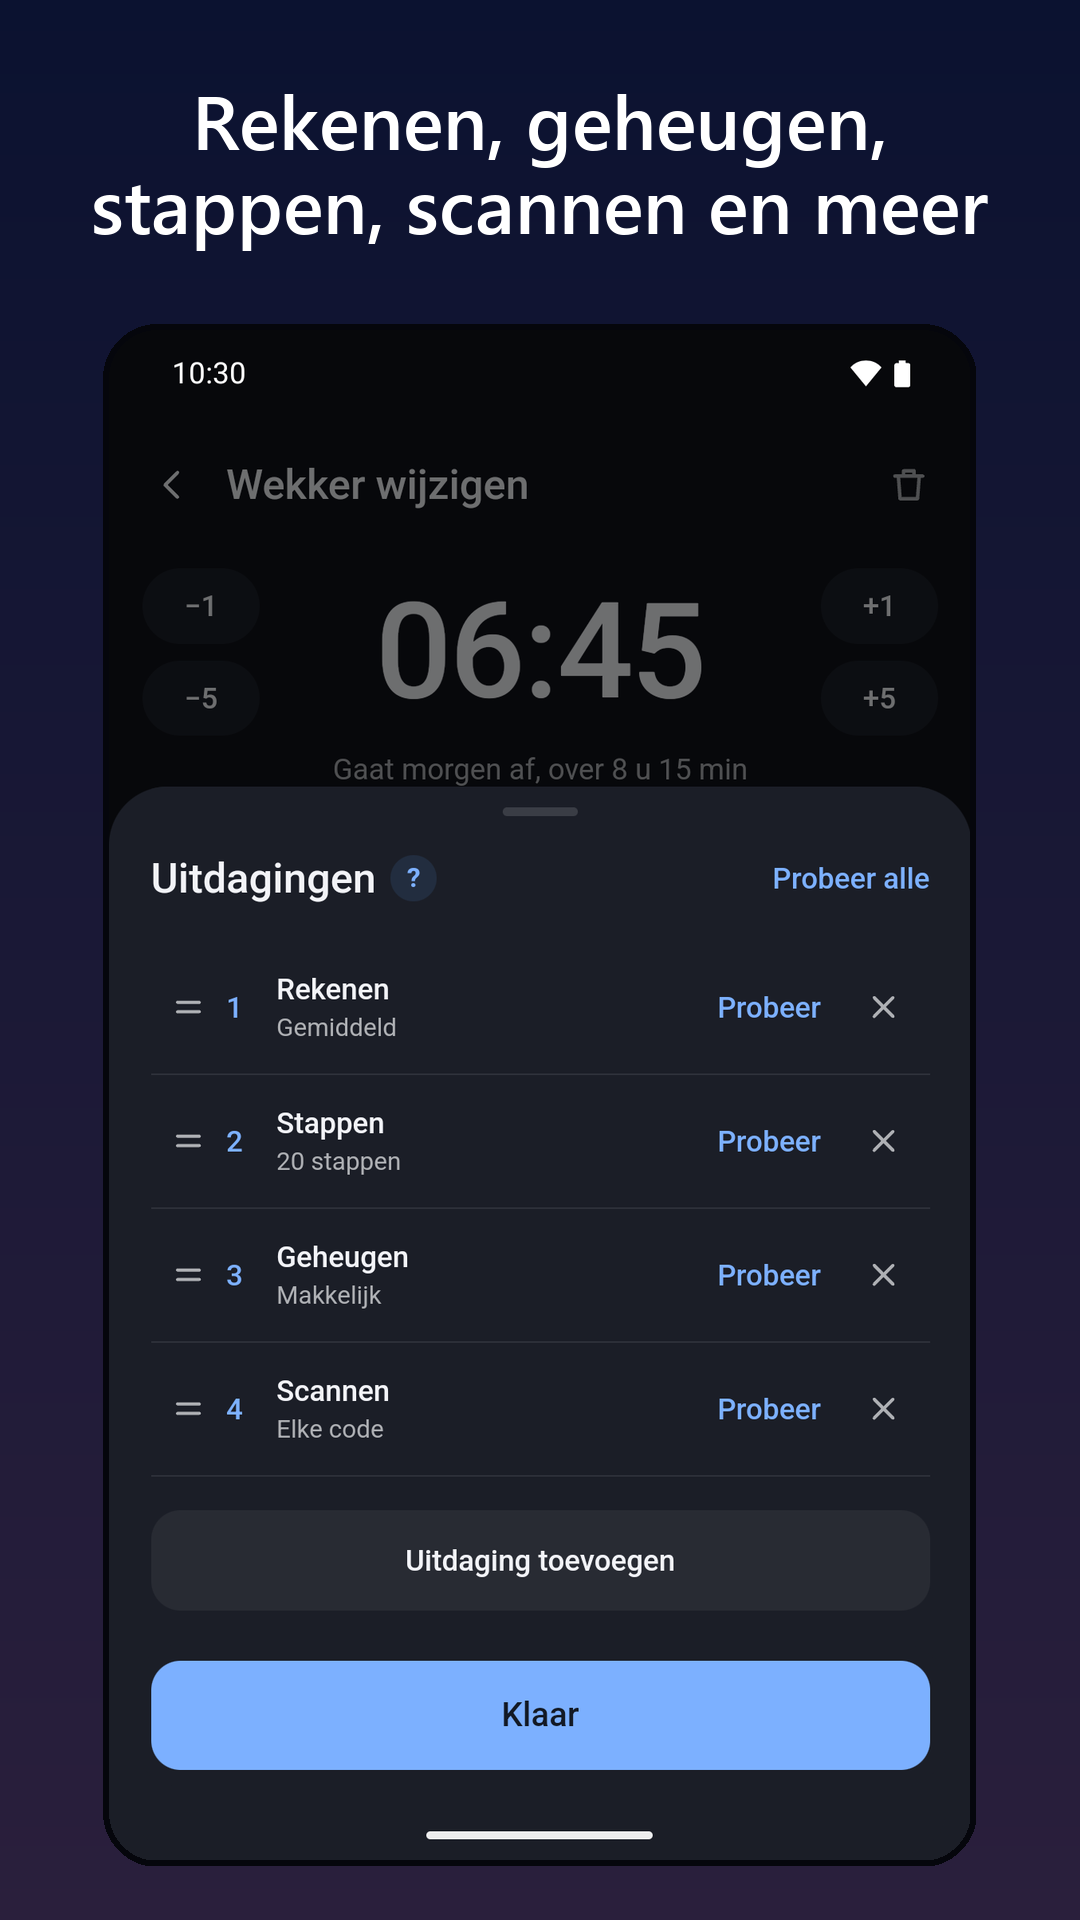 Rekenen, geheugen,
stappen, scannen en meer
10:30
Wekker wijzigen
−1
06:45
+1
−5
+5
Gaat morgen af, over 8 u 15 min
Uitdagingen ? Probeer alle
1 Rekenen Probeer
Gemiddeld
2 Stappen Probeer
20 stappen
3 Geheugen Probeer
Makkelijk
4 Scannen Probeer
Elke code
Uitdaging toevoegen
Klaar